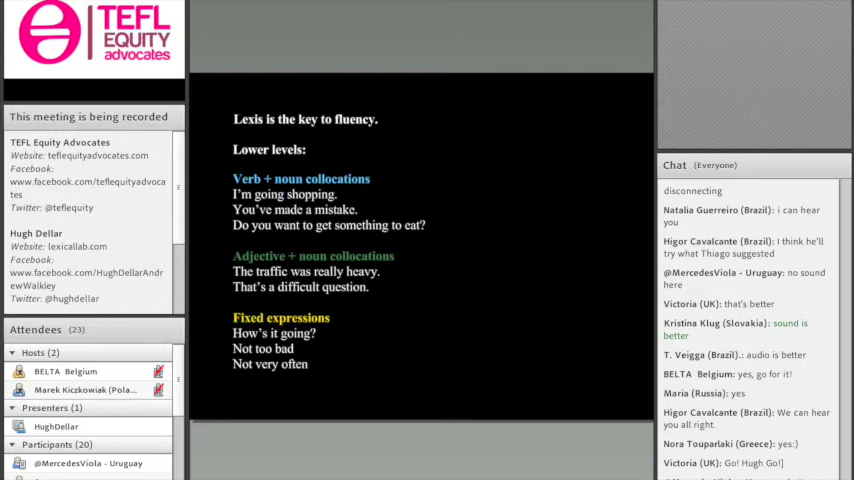 TEFL
EQUITY
advocates
This meeting is being recorded
TEFL Equity Advocates
Website: teflequityadvocates.com
Facebook:
www.facebook.com/teflequityadvoca
tes
Twitter: @teflequity
Hugh Dellar
Website: lexicallab.com
Facebook:
www.facebook.com/HughDellarAndr
ewWalkley
Twitter: @hughdellar
Attendees (23)
Hosts (2)
BELTA Belgium
Marek Kiczkowiak (Pola...
Presenters (1)
HughDellar
Participants (20)
@MercedesViola - Uruguay
Lexis is the key to fluency.
Lower levels:
Verb + noun collocations
I'm going shopping.
You've made a mistake.
Do you want to get something to eat?
Adjective + noun collocations
The traffic was really heavy.
That's a difficult question.
Fixed expressions
How's it going?
Not too bad
Not very often
Chat (Everyone)
disconnecting
Natalia Guerreiro (Brazil): i can hear
you
Higor Cavalcante (Brazil): I think he'll
try what Thiago suggested
@MercedesViola - Uruguay: no sound
here
Victoria (UK): that's better
Kristina Klug (Slovakia): sound is
better
T. Veigga (Brazil).: audio is better
BELTA Belgium: yes, go for it!
Maria (Russia): yes
Higor Cavalcante (Brazil): We can hear
you all right.
Nora Touparlaki (Greece): yes:)
Victoria (UK): Go! Hugh Go!]